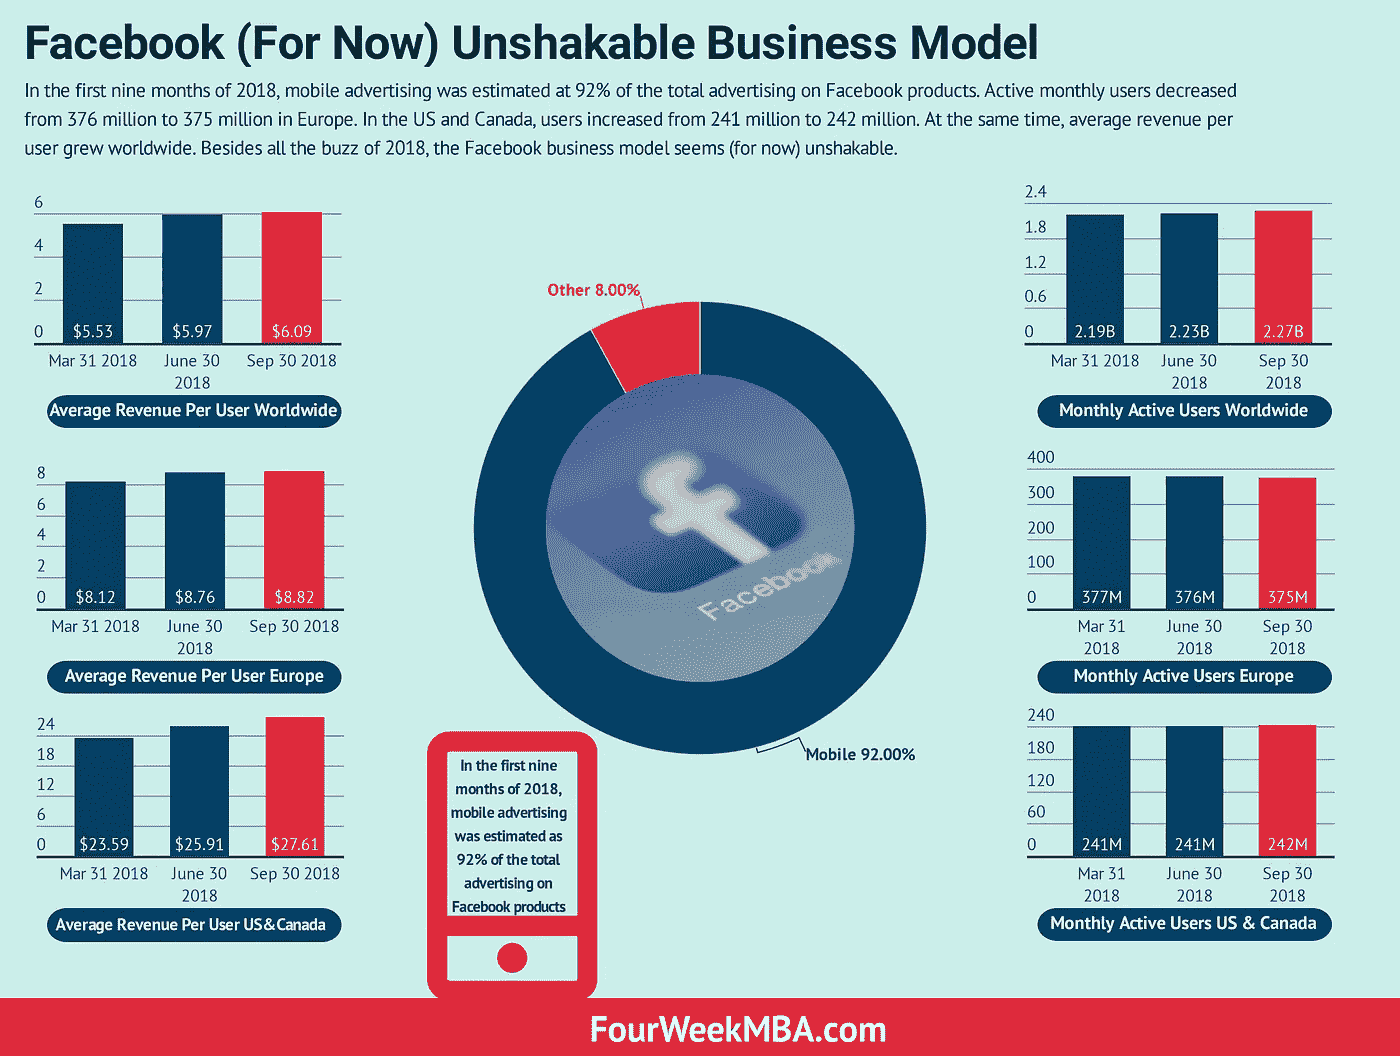 Facebook (For Now) Unshakable Business Model
In the first nine months of 2018, mobile advertising was estimated at 92% of the total advertising on Facebook products. Active monthly users decreased
from 376 million to 375 million in Europe. In the US and Canada, users increased from 241 million to 242 million. At the same time, average revenue per
user grew worldwide. Besides all the buzz of 2018, the Facebook business model seems (for now) unshakable.
6
4
2
0
$5.53
$5.97
$6.09
Mar 31 2018
June 30
2018
Sep 30 2018
Average Revenue Per User Worldwide
8
6
4
2
0
$8.12
$8.76
$8.82
Mar 31 2018
June 30
2018
Sep 30 2018
Average Revenue Per User Europe
24
18
12
6
0
$23.59
$25.91
$27.61
Mar 31 2018
June 30
2018
Sep 30 2018
Average Revenue Per User US&Canada
Other 8.00%
Facebook
Mobile 92.00%
In the first nine
months of 2018,
mobile advertising
was estimated as
92% of the total
advertising on
Facebook products
2.4
1.8
1.2
0.6
0
2.19B
2.23B
2.27B
Mar 31 2018
June 30
2018
Sep 30
2018
Monthly Active Users Worldwide
400
300
200
100
0
377M
376M
375M
Mar 31
2018
June 30
2018
Sep 30
2018
Monthly Active Users Europe
240
180
120
60
0
241M
241M
242M
Mar 31
2018
June 30
2018
Sep 30
2018
Monthly Active Users US & Canada
FourWeekMBA.com